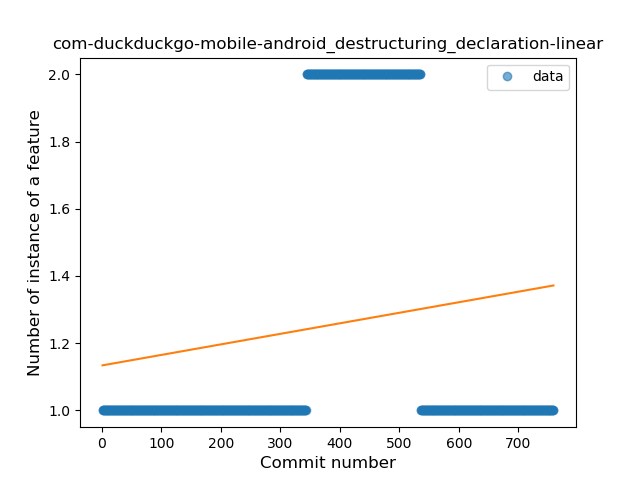 com-duckduckgo-mobile-android_destructuring_declaration-linear
data
Number of instance of a feature
2.0
1.8
1.6
1.4
1.2
1.0
0 100 200 300 400 500 600 700
Commit number